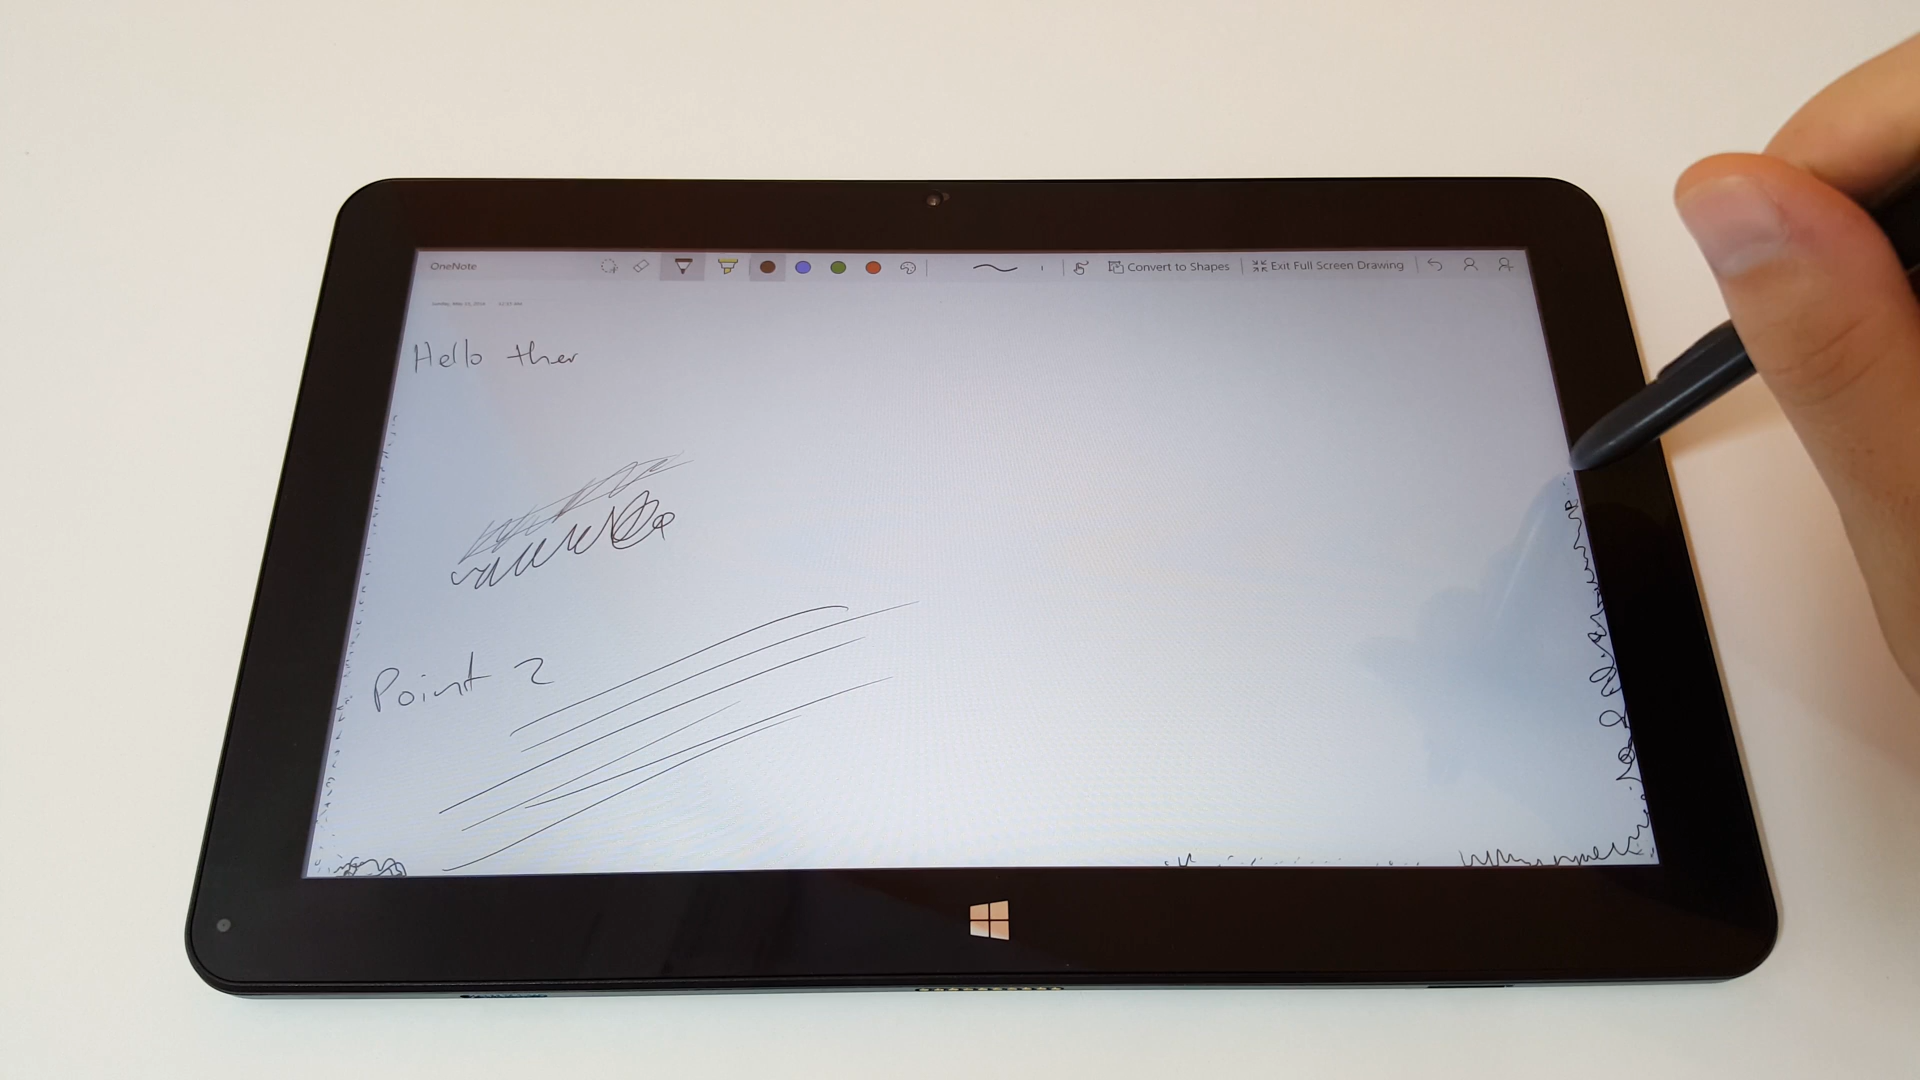 OneNote Convert to Shapes Exit Full Screen Drawing
Hello ther
Point 2